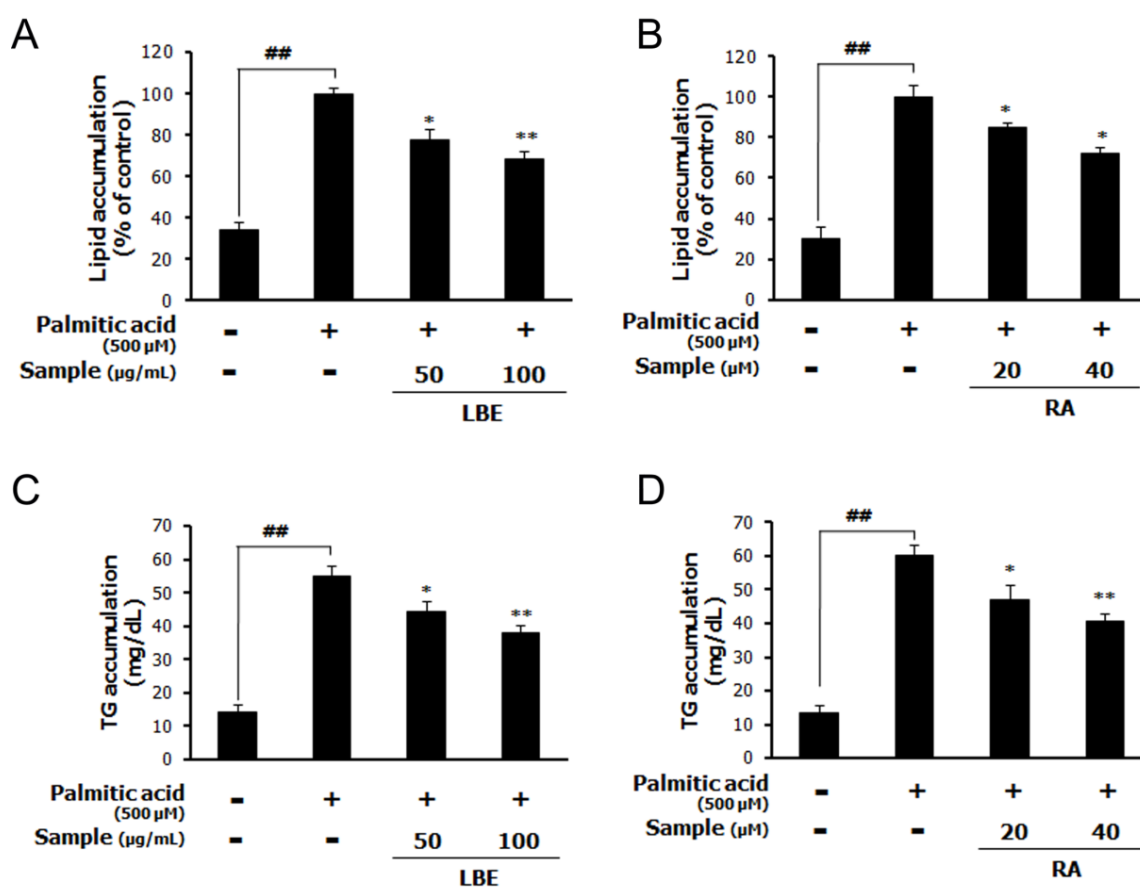 A
Lipid accumulation
(% of control)
120
100
80
60
40
20
0
##
*
**
Palmitic acid - + + +
(500 µM)
Sample (µg/mL) - - 50 100
LBE
B
Lipid accumulation
(% of control)
120
100
80
60
40
20
0
##
*
*
Palmitic acid - + + +
(500 µM)
Sample (µM) - - 20 40
RA
C
TG accumulation
(mg/dL)
70
60
50
40
30
20
10
0
##
*
**
Palmitic acid - + + +
(500 µM)
Sample (µg/mL) - - 50 100
LBE
D
TG accumulation
(mg/dL)
70
60
50
40
30
20
10
0
##
*
**
Palmitic acid - + + +
(500 µM)
Sample (µM) - - 20 40
RA